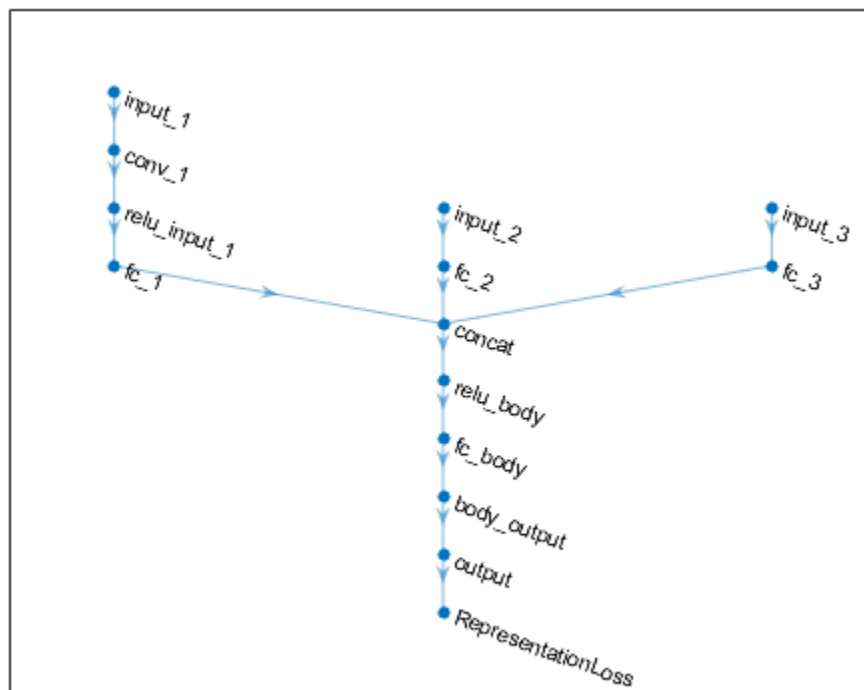 input_1
conv_1
relu_input_1
fc_1
input_2
fc_2
input_3
fc_3
concat
relu_body
fc_body
body_output
output
RepresentationLoss